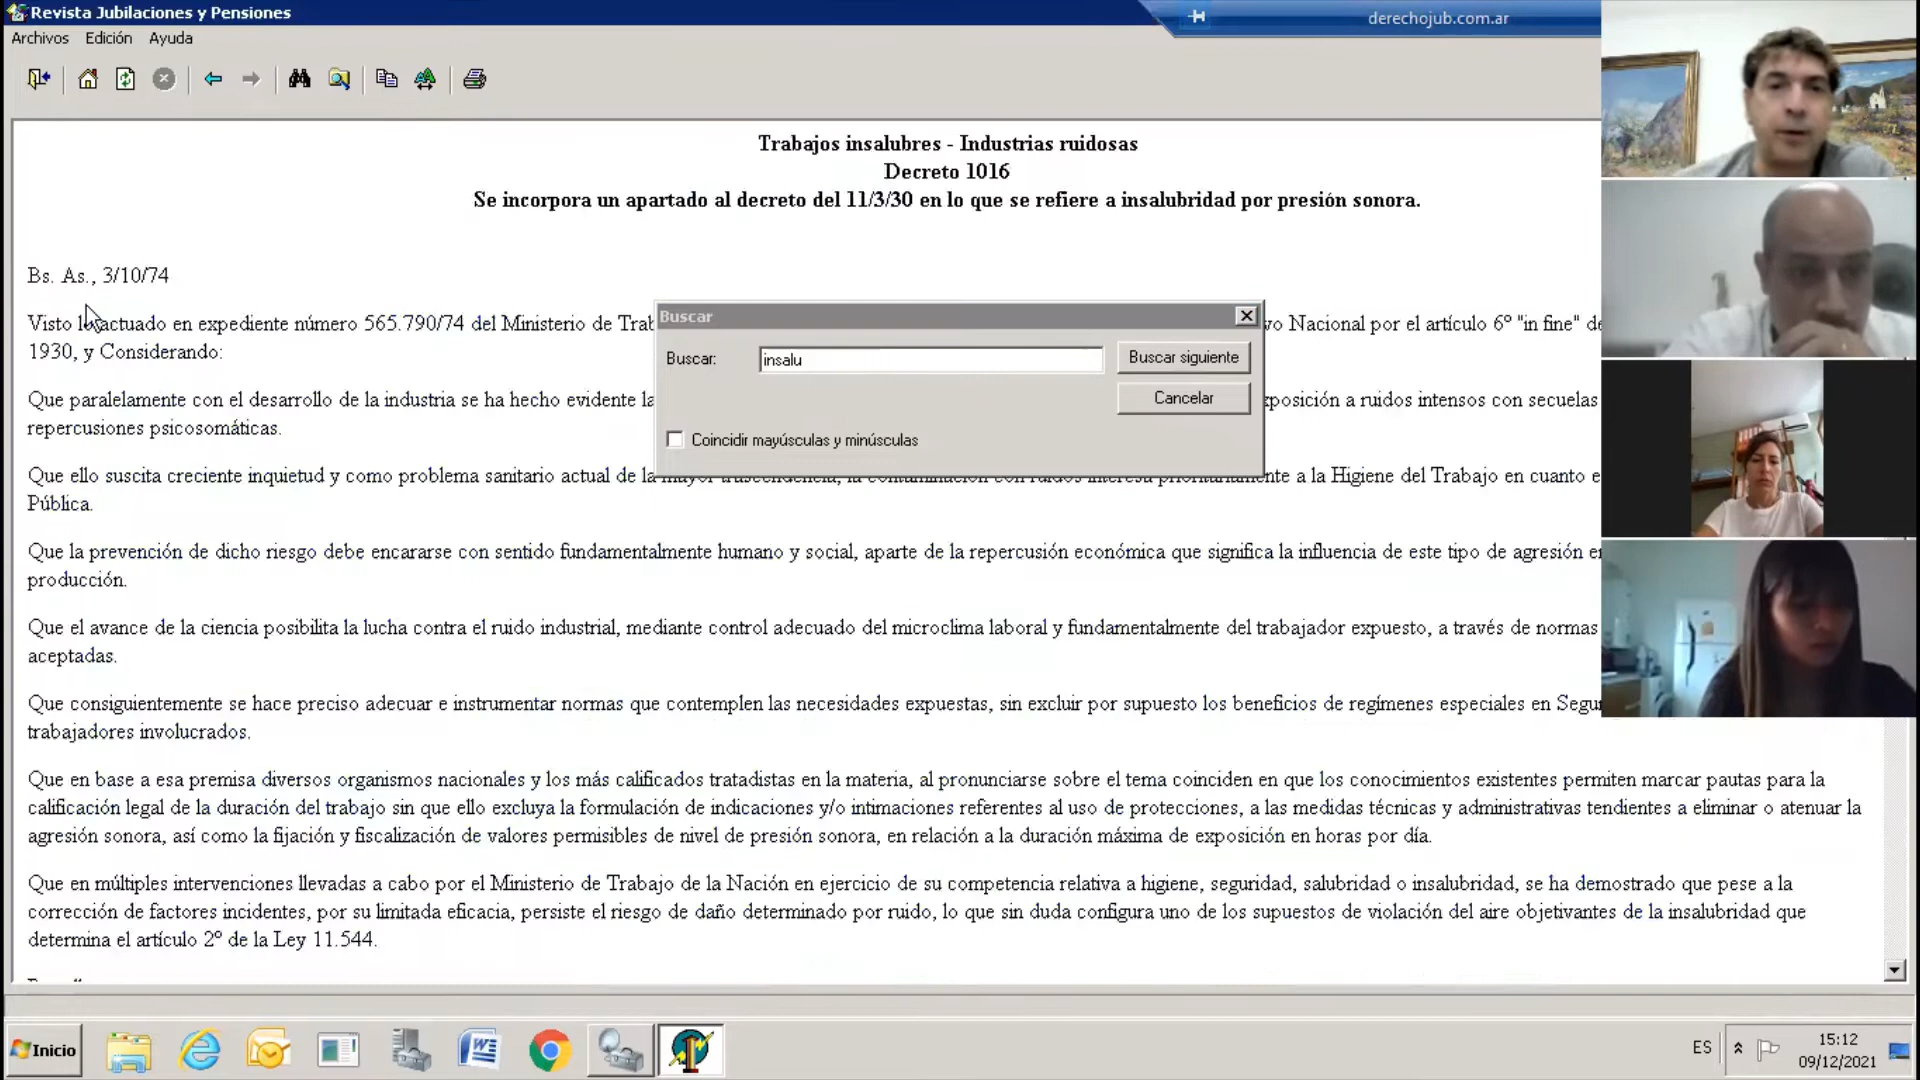 Revista Jubilaciones y Pensiones
derechojub.com.ar
Archivos Edición Ayuda
Trabajos insalubres - Industrias ruidosas
Decreto 1016
Se incorpora un apartado al decreto del 11/3/30 en lo que se refiere a insalubridad por presión sonora.
Bs. As., 3/10/74
Visto lo actuado en expediente número 565.790/74 del Ministerio de Trab
vo Nacional por el artículo 6º "in fine" de
1930, y Considerando:
Buscar
Buscar: insalu Buscar siguiente
Cancelar
Coincidir mayúsculas y minúsculas
Que paralelamente con el desarrollo de la industria se ha hecho evidente la
xposición a ruidos intensos con secuelas
repercusiones psicosomáticas.
Que ello suscita creciente inquietud y como problema sanitario actual de la mayor trascendencia, la contaminación con ruidos interesa prioritariamente a la Higiene del Trabajo en cuanto e
Pública.
Que la prevención de dicho riesgo debe encararse con sentido fundamentalmente humano y social, aparte de la repercusión económica que significa la influencia de este tipo de agresión en
producción.
Que el avance de la ciencia posibilita la lucha contra el ruido industrial, mediante control adecuado del microclima laboral y fundamentalmente del trabajador expuesto, a través de normas
aceptadas.
Que consiguientemente se hace preciso adecuar e instrumentar normas que contemplen las necesidades expuestas, sin excluir por supuesto los beneficios de regímenes especiales en Segu
trabajadores involucrados.
Que en base a esa premisa diversos organismos nacionales y los más calificados tratadistas en la materia, al pronunciarse sobre el tema coinciden en que los conocimientos existentes permiten marcar pautas para la
calificación legal de la duración del trabajo sin que ello excluya la formulación de indicaciones y/o intimaciones referentes al uso de protecciones, a las medidas técnicas y administrativas tendientes a eliminar o atenuar la
agresión sonora, así como la fijación y fiscalización de valores permisibles de nivel de presión sonora, en relación a la duración máxima de exposición en horas por día.
Que en múltiples intervenciones llevadas a cabo por el Ministerio de Trabajo de la Nación en ejercicio de su competencia relativa a higiene, seguridad, salubridad o insalubridad, se ha demostrado que pese a la
corrección de factores incidentes, por su limitada eficacia, persiste el riesgo de daño determinado por ruido, lo que sin duda configura uno de los supuestos de violación del aire objetivantes de la insalubridad que
determina el artículo 2º de la Ley 11.544.
Inicio
ES
15:12
09/12/2021